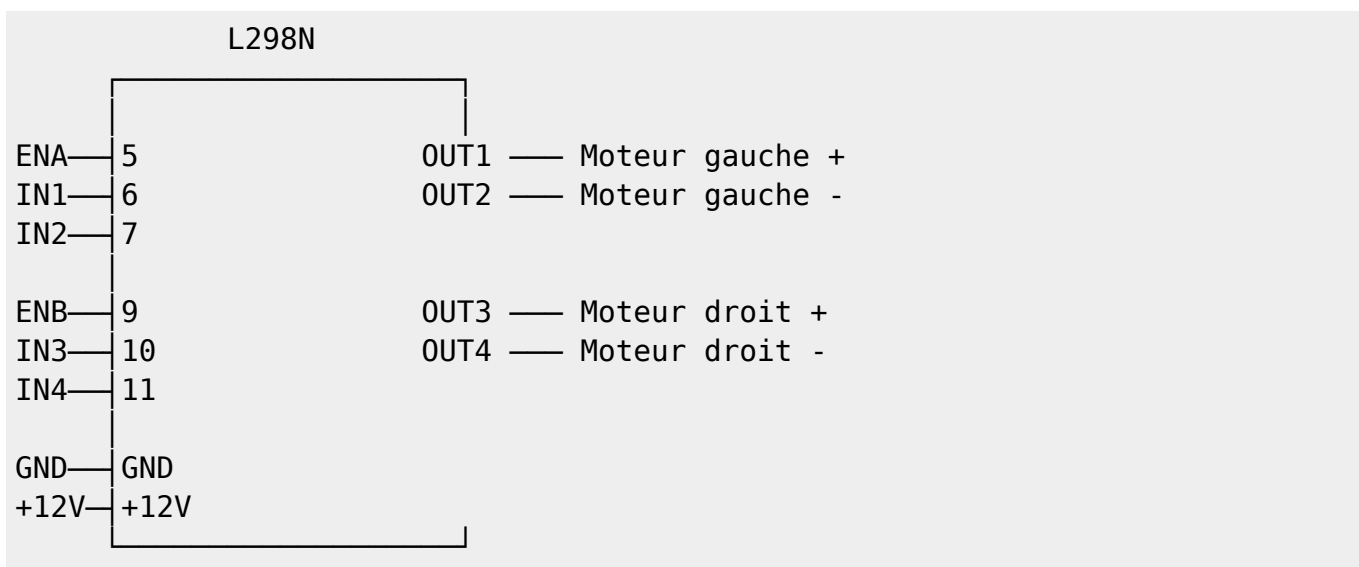 L298N
ENA 5 OUT1 Moteur gauche +
IN1 6 OUT2 Moteur gauche -
IN2 7
ENB 9 OUT3 Moteur droit +
IN3 10 OUT4 Moteur droit -
IN4 11
GND GND
+12V +12V